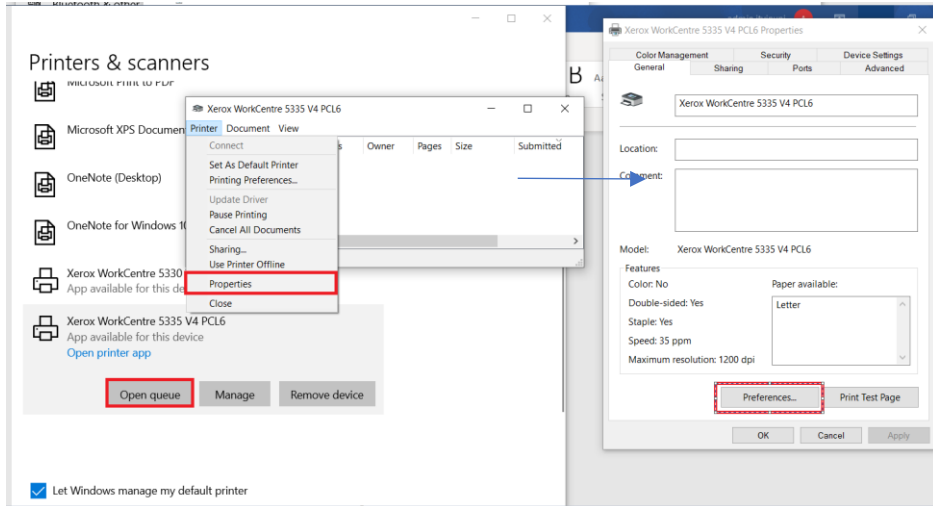 Bluetooth & other
Printers & scanners
Microsoft Print to PDF
Microsoft XPS Documen
OneNote (Desktop)
OneNote for Windows 10
Xerox WorkCentre 5330
App available for this de
Xerox WorkCentre 5335 V4 PCL6
App available for this device
Open printer app
Open queue
Manage
Remove device
Let Windows manage my default printer
Xerox WorkCentre 5335 V4 PCL6
Printer Document View
s Owner Pages Size Submitted
Connect
Set As Default Printer
Printing Preferences...
Update Driver
Pause Printing
Cancel All Documents
Sharing...
Use Printer Offline
Properties
Close
Xerox WorkCentre 5335 V4 PCL6 Properties
Color Management Security Device Settings
General Sharing Ports Advanced
Xerox WorkCentre 5335 V4 PCL6
Location:
Comment:
Model: Xerox WorkCentre 5335 V4 PCL6
Features
Color: No
Paper available:
Double-sided: Yes
Letter
Staple: Yes
Speed: 35 ppm
Maximum resolution: 1200 dpi
Preferences...
Print Test Page
OK
Cancel
Apply